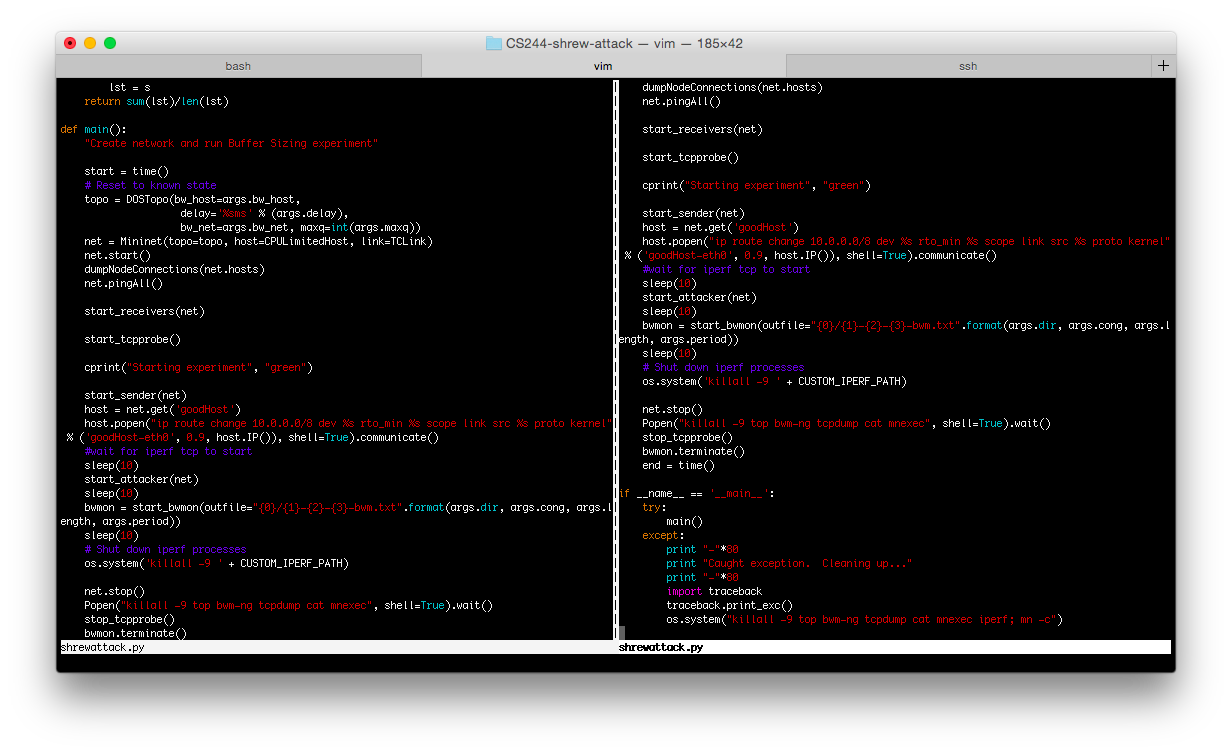 CS244-shrew-attack — vim — 185×42
bash
vim
ssh
+
        lst = s
    return sum(lst)/len(lst)

def main():
    "Create network and run Buffer Sizing experiment"

    start = time()
    # Reset to known state
    topo = DOSTopo(bw_host=args.bw_host,
                    delay='%sms' % (args.delay),
                    bw_net=args.bw_net, maxq=int(args.maxq))
    net = Mininet(topo=topo, host=CPULimitedHost, link=TCLink)
    net.start()
    dumpNodeConnections(net.hosts)
    net.pingAll()

    start_receivers(net)

    start_tcpprobe()

    cprint("Starting experiment", "green")

    start_sender(net)
    host = net.get('goodHost')
    host.popen("ip route change 10.0.0.0/8 dev %s rto_min %s scope link src %s proto kernel"
 % ('goodHost-eth0', 0.9, host.IP()), shell=True).communicate()
    #wait for iperf tcp to start
    sleep(10)
    start_attacker(net)
    sleep(10)
    bwmon = start_bwmon(outfile="{0}/{1}-{2}-{3}-bwm.txt".format(args.dir, args.cong, args.l
ength, args.period))
    sleep(10)
    # Shut down iperf processes
    os.system('killall -9 ' + CUSTOM_IPERF_PATH)

    net.stop()
    Popen("killall -9 top bwm-ng tcpdump cat mnexec", shell=True).wait()
    stop_tcpprobe()
    bwmon.terminate()
shrewattack.py
    dumpNodeConnections(net.hosts)
    net.pingAll()

    start_receivers(net)

    start_tcpprobe()

    cprint("Starting experiment", "green")

    start_sender(net)
    host = net.get('goodHost')
    host.popen("ip route change 10.0.0.0/8 dev %s rto_min %s scope link src %s proto kernel"
 % ('goodHost-eth0', 0.9, host.IP()), shell=True).communicate()
    #wait for iperf tcp to start
    sleep(10)
    start_attacker(net)
    sleep(10)
    bwmon = start_bwmon(outfile="{0}/{1}-{2}-{3}-bwm.txt".format(args.dir, args.cong, args.l
ength, args.period))
    sleep(10)
    # Shut down iperf processes
    os.system('killall -9 ' + CUSTOM_IPERF_PATH)

    net.stop()
    Popen("killall -9 top bwm-ng tcpdump cat mnexec", shell=True).wait()
    stop_tcpprobe()
    bwmon.terminate()
    end = time()

if __name__ == '__main__':
    try:
        main()
    except:
        print "-"*80
        print "Caught exception.  Cleaning up..."
        print "-"*80
        import traceback
        traceback.print_exc()
        os.system("killall -9 top bwm-ng tcpdump cat mnexec iperf; mn -c")
shrewattack.py